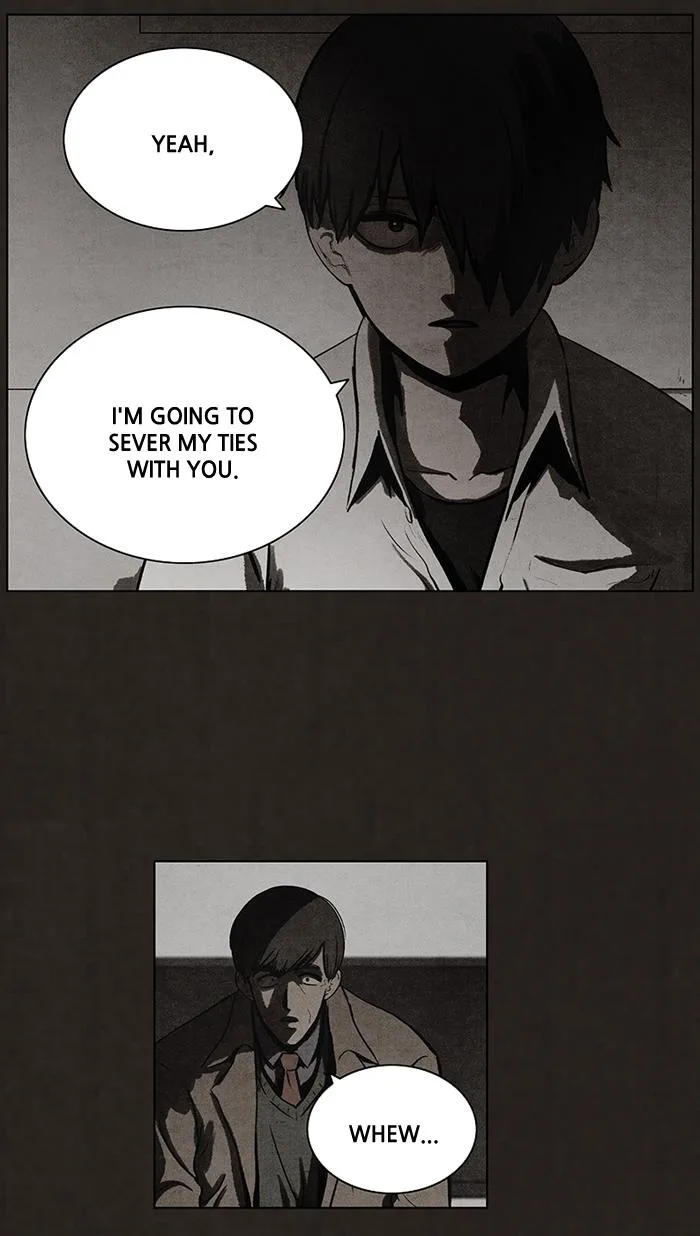 YEAH,
I'M GOING TO
SEVER MY TIES
WITH YOU.
WHEW...